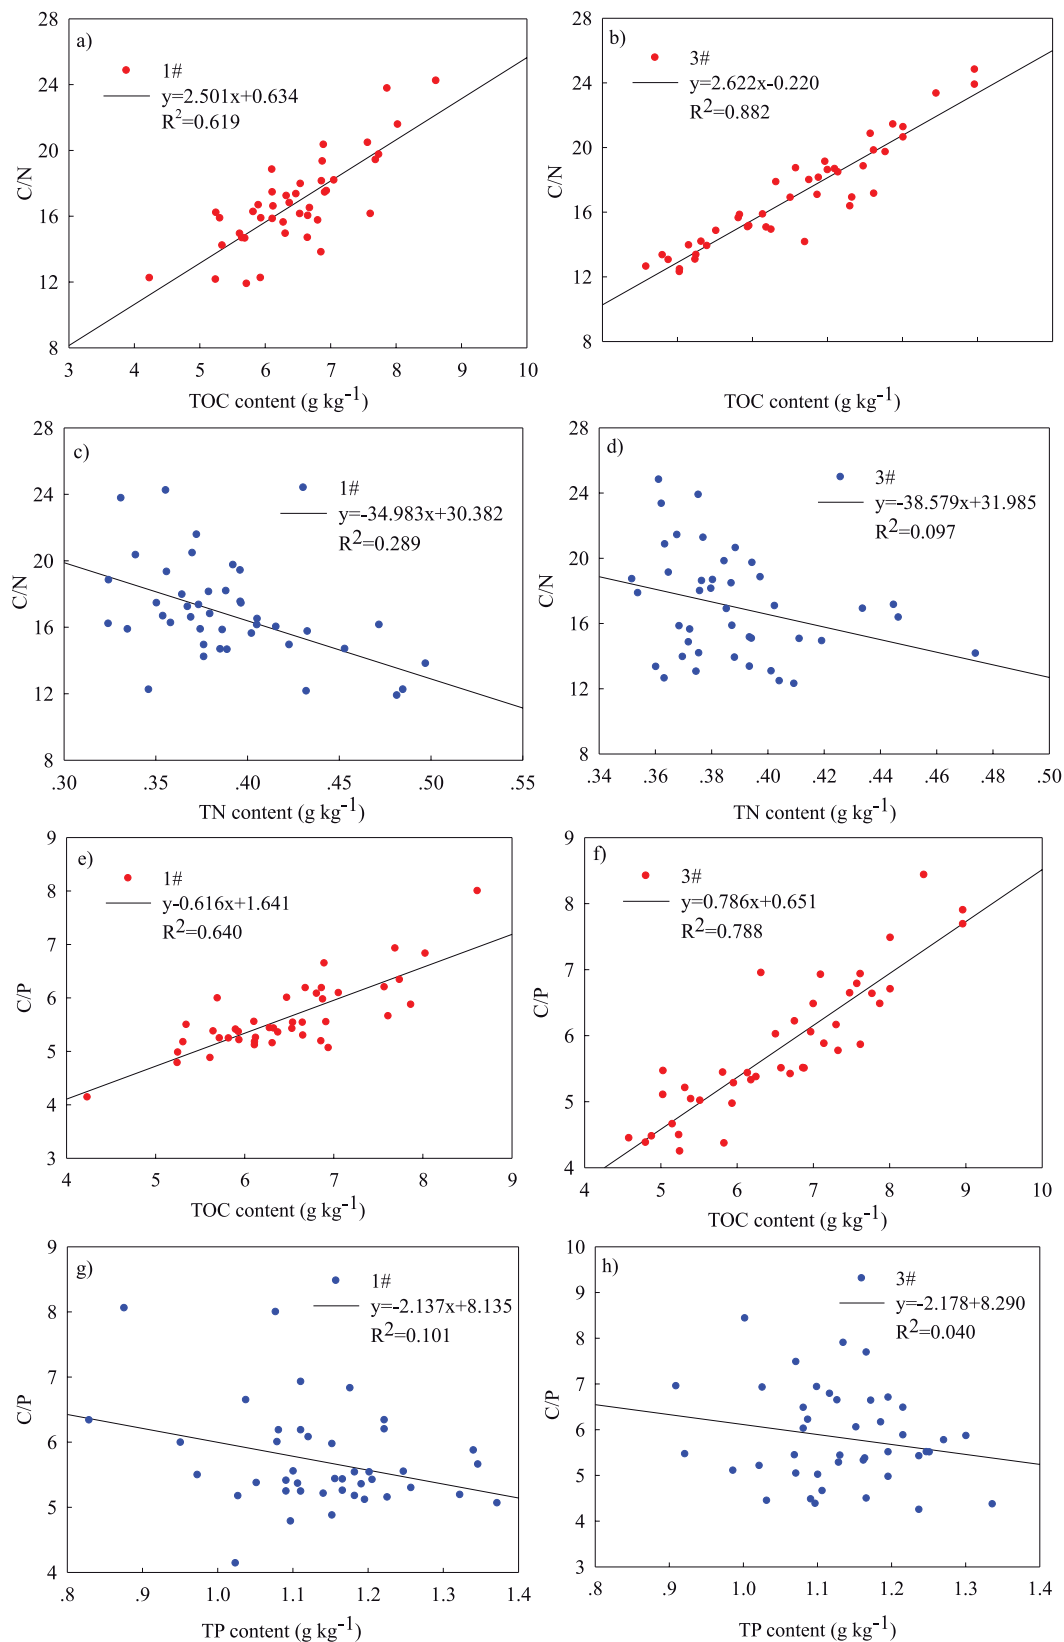 a)
1#
y=2.501x+0.634
R2=0.619
28
24
20
16
12
8
C/N
3 4 5 6 7 8 9 10
TOC content (g kg-1)
b)
3#
y=2.622x-0.220
R2=0.882
28
24
20
16
12
8
C/N
TOC content (g kg-1)
c)
1#
y=-34.983x+30.382
R2=0.289
28
24
20
16
12
8
C/N
.30 .35 .40 .45 .50 .55
TN content (g kg-1)
d)
3#
y=-38.579x+31.985
R2=0.097
28
24
20
16
12
8
C/N
.34 .36 .38 .40 .42 .44 .46 .48 .50
TN content (g kg-1)
e)
1#
y-0.616x+1.641
R2=0.640
9
8
7
6
5
4
3
C/P
4 5 6 7 8 9
TOC content (g kg-1)
f)
3#
y=0.786x+0.651
R2=0.788
9
8
7
6
5
4
C/P
4 5 6 7 8 9 10
TOC content (g kg-1)
g)
1#
y=-2.137x+8.135
R2=0.101
9
8
7
6
5
4
C/P
.8 .9 1.0 1.1 1.2 1.3 1.4
TP content (g kg-1)
h)
3#
y=-2.178+8.290
R2=0.040
10
9
8
7
6
5
4
3
C/P
.8 .9 1.0 1.1 1.2 1.3 1.4
TP content (g kg-1)